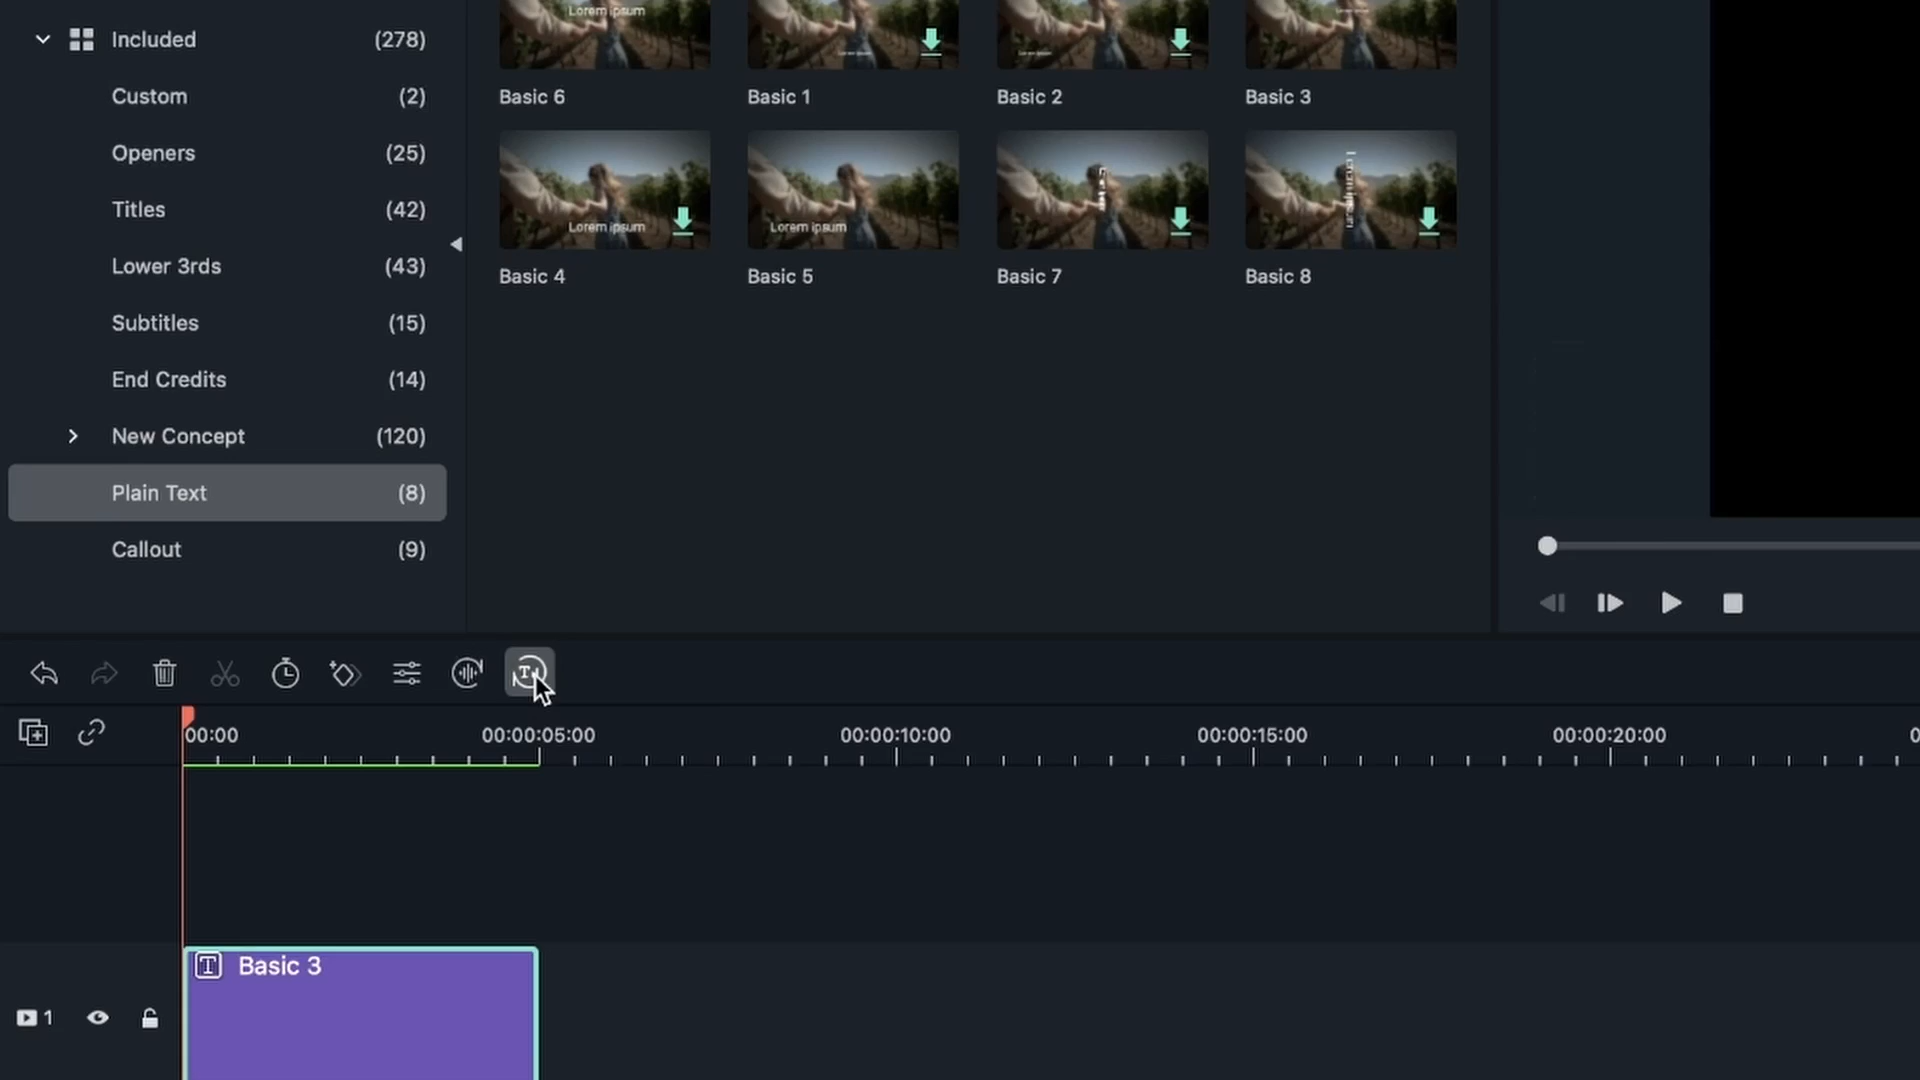 Included (278)
Custom (2)
Openers (25)
Titles (42)
Lower 3rds (43)
Subtitles (15)
End Credits (14)
New Concept (120)
Plain Text (8)
Callout (9)
Lorem ipsum
Basic 6 Basic 1 Basic 2 Basic 3
Lorem ipsum Lorem ipsum Lorem ipsum
Basic 4 Basic 5 Basic 7 Basic 8
00:00 00:00:05:00 00:00:10:00 00:00:15:00 00:00:20:00
T Basic 3
1